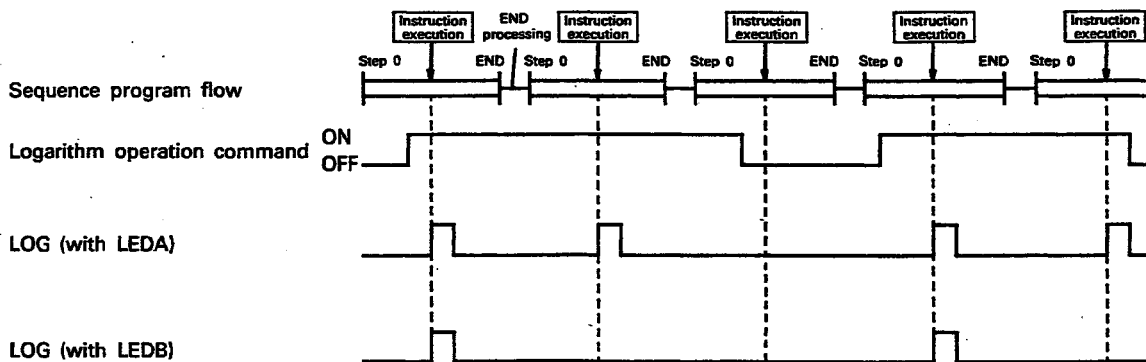 Instruction execution
END processing
Instruction execution
Instruction execution
Instruction execution
Instruction execution
Step 0 END Step 0 END Step 0 END Step 0 END Step 0
Sequence program flow
Logarithm operation command ON
OFF
LOG (with LEDA)
LOG (with LEDB)